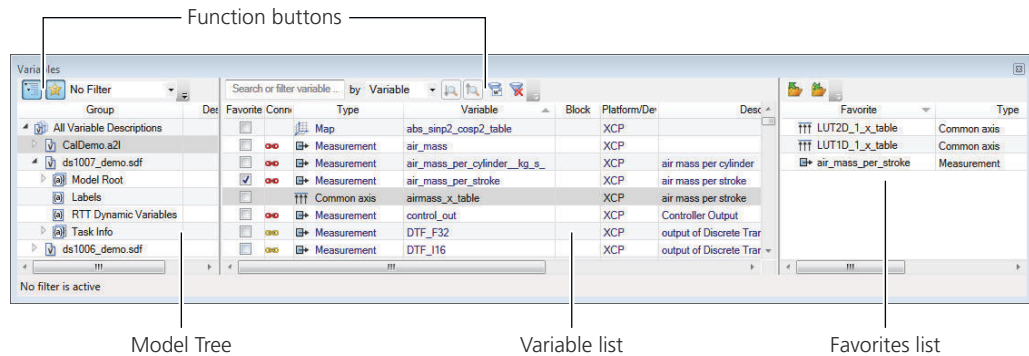 Function buttons
Variables
No Filter
Search or filter variable .. by Variable
Group Des Favorite Conne Type Variable Block Platform/De Desc Favorite Type
All Variable Descriptions Map abs_sinp2_cosp2_table XCP LUT2D_1_x_table Common axis
CalDemo.a2l Measurement air_mass XCP LUT1D_1_x_table Common axis
ds1007_demo.sdf Measurement air_mass_per_cylinder__kg_s_ XCP air mass per cylinder air_mass_per_stroke Measurement
Model Root Measurement air_mass_per_stroke XCP air mass per stroke
Labels Common axis airmass_x_table XCP air mass per stroke
RTT Dynamic Variables Measurement control_out XCP Controller Output
Task Info Measurement DTF_F32 XCP output of Discrete Trar
ds1006_demo.sdf Measurement DTF_I16 XCP output of Discrete Trar
No filter is active
Model Tree Variable list Favorites list